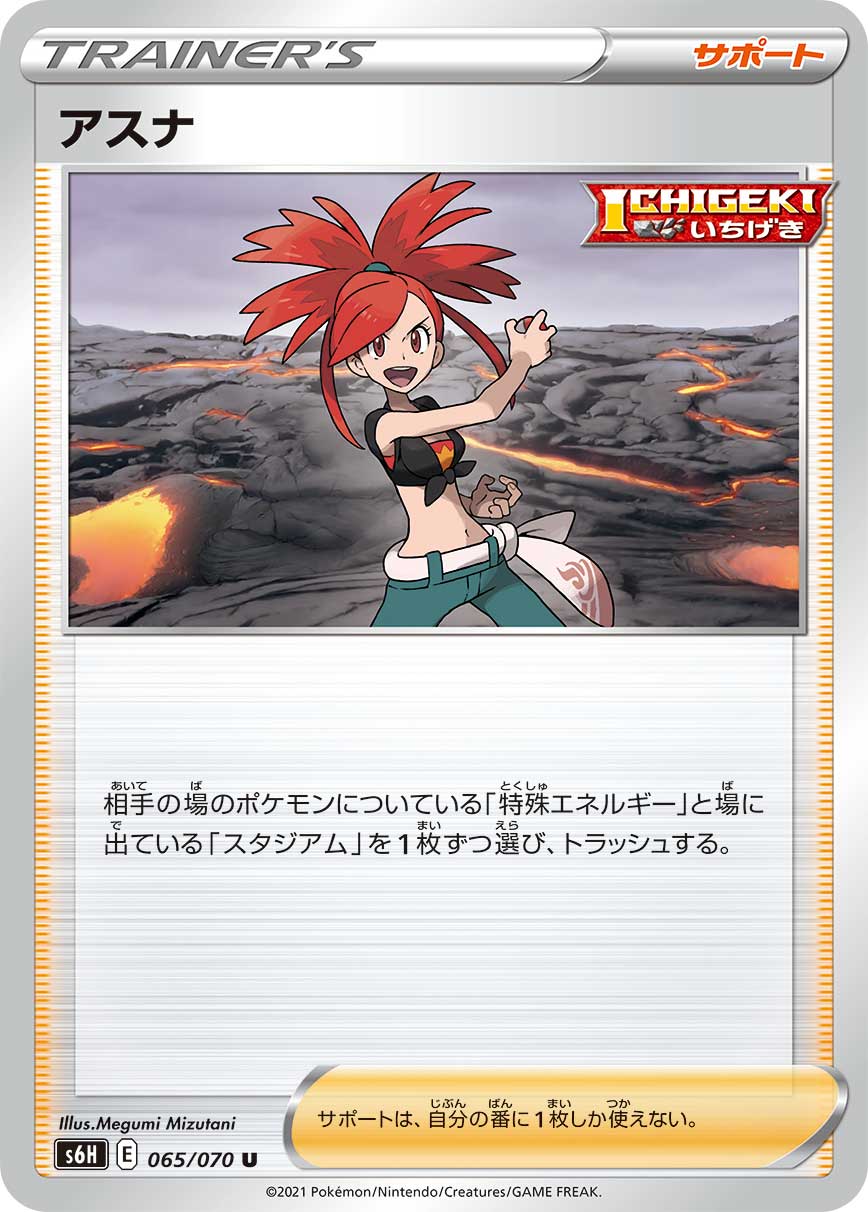 TRAINER'S
サポート
アスナ
ICHIGEKI
いちげき
相手の場のポケモンについている「特殊エネルギー」と場に
出ている「スタジアム」を1枚ずつ選び、トラッシュする。
サポートは、自分の番に1枚しか使えない。
Illus.Megumi Mizutani
s6H E 065/070 U
©2021 Pokémon/Nintendo/Creatures/GAME FREAK.